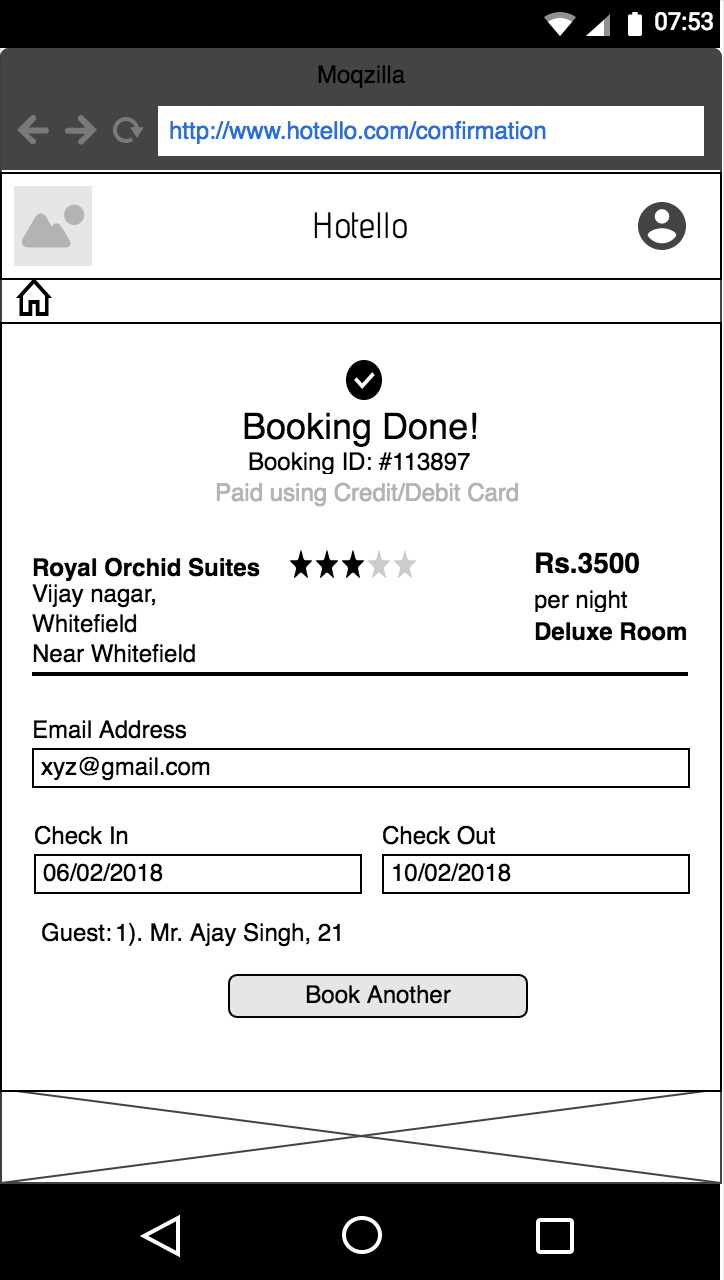 07:53
Moqzilla
http://www.hotello.com/confirmation
Hotello
Booking Done!
Booking ID: #113897
Paid using Credit/Debit Card
Royal Orchid Suites
Vijay nagar,
Whitefield
Near Whitefield
Rs.3500
per night
Deluxe Room
Email Address
xyz@gmail.com
Check In
Check Out
06/02/2018
10/02/2018
Guest: 1). Mr. Ajay Singh, 21
Book Another